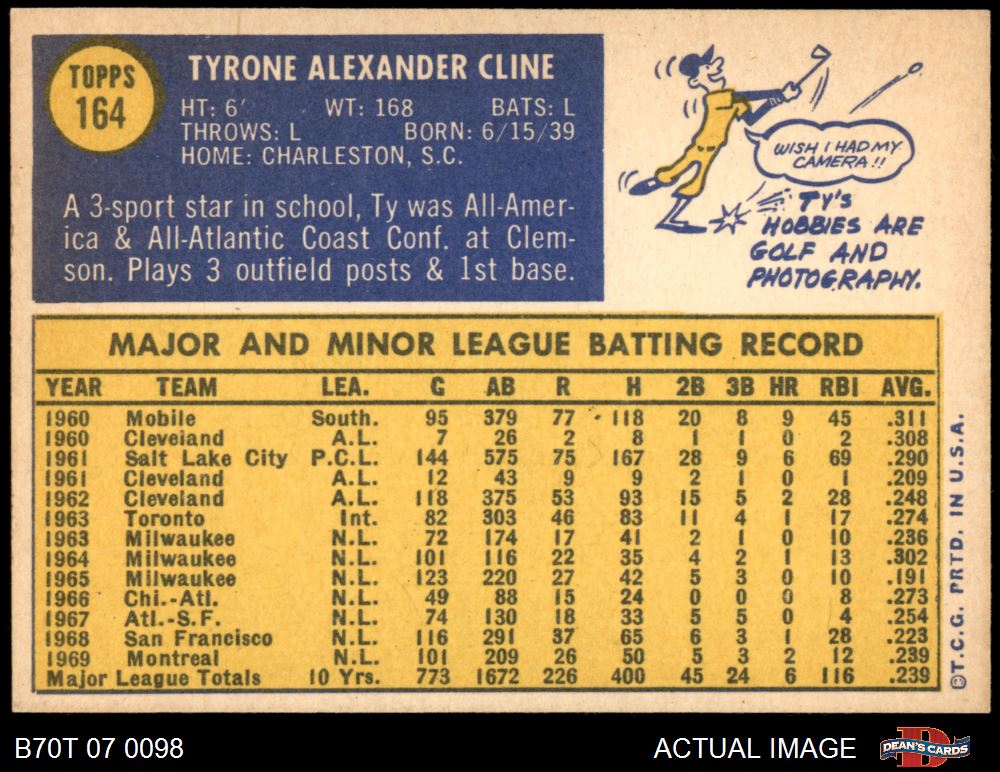 TOPPS
164
TYRONE ALEXANDER CLINE
HT: 6' WT: 168 BATS: L
THROWS: L BORN: 6/15/39
HOME: CHARLESTON, S.C.
A 3-sport star in school, Ty was All-Amer-
ica & All-Atlantic Coast Conf. at Clem-
son. Plays 3 outfield posts & 1st base.
WISH I HAD MY
CAMERA!!
TY'S
HOBBIES ARE
GOLF AND
PHOTOGRAPHY.
MAJOR AND MINOR LEAGUE BATTING RECORD
YEAR TEAM LEA. G AB R H 2B 3B HR RBI AVG.
1960 Mobile South. 95 379 77 118 20 8 9 45 .311
1960 Cleveland A.L. 7 26 2 8 1 1 0 2 .308
1961 Salt Lake City P.C.L. 144 575 75 167 28 9 6 69 .290
1961 Cleveland A.L. 12 43 9 9 2 1 0 1 .209
1962 Cleveland A.L. 118 375 53 93 15 5 2 28 .248
1963 Toronto Int. 82 303 46 83 11 4 1 17 .274
1963 Milwaukee N.L. 72 174 17 41 2 1 0 10 .236
1964 Milwaukee N.L. 101 116 22 35 4 2 1 13 .302
1965 Milwaukee N.L. 123 220 27 42 5 3 0 10 .191
1966 Chi.-Atl. N.L. 49 88 15 24 0 0 0 8 .273
1967 Atl.-S.F. N.L. 74 130 18 33 5 5 0 4 .254
1968 San Francisco N.L. 116 291 37 65 6 3 1 28 .223
1969 Montreal N.L. 101 209 26 50 5 3 2 12 .239
Major League Totals 10 Yrs. 773 1672 226 400 45 24 6 116 .239
©T.C.G. PRTD. IN U.S.A.
B70T 07 0098
ACTUAL IMAGE
DEAN'S CARDS